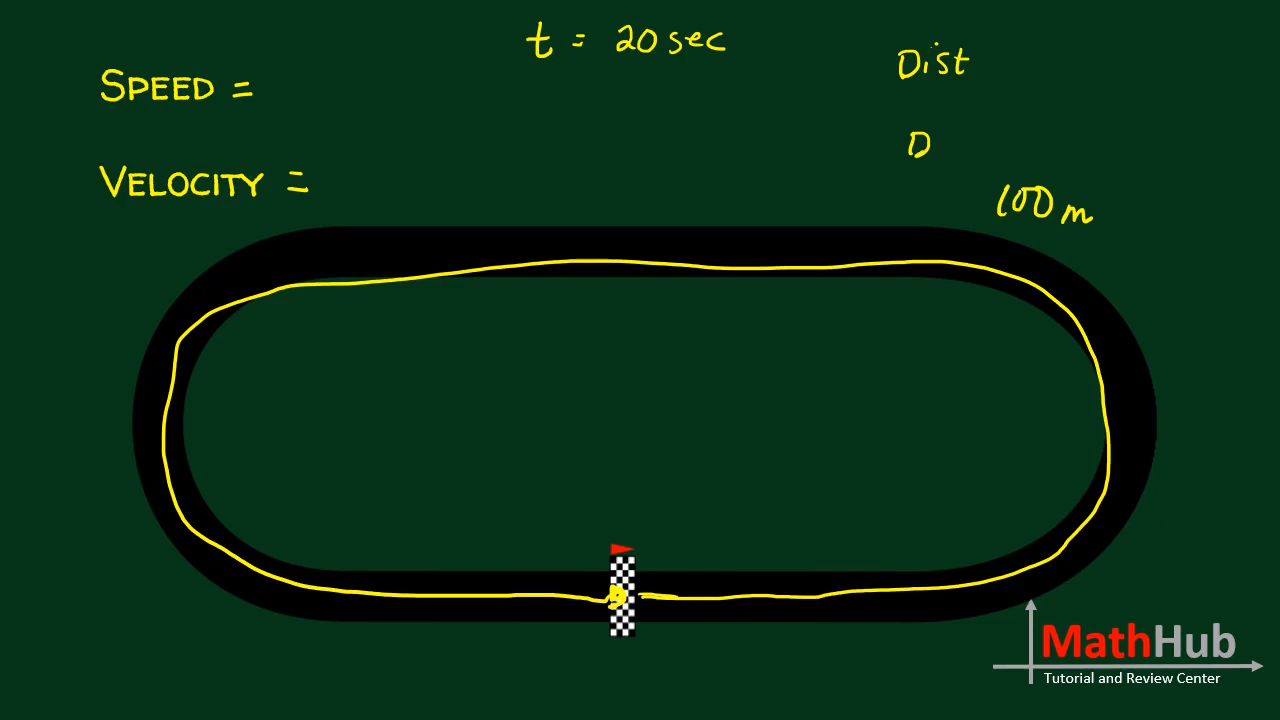 t = 20 sec
Dist
SPEED =
D
VELOCITY =
100 m
MathHub
Tutorial and Review Center